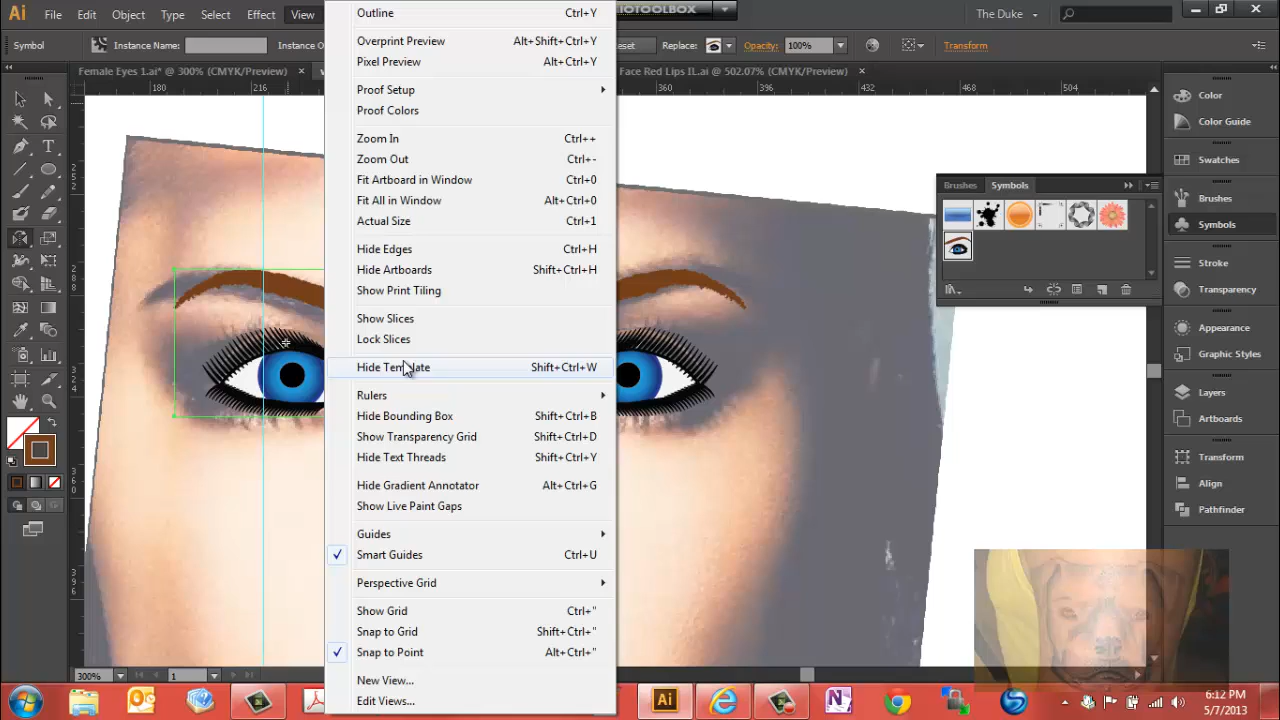 Ai
File
Edit
Object
Type
Select
Effect
View
IOTOOLBOX
The Duke
Symbol
Instance Name:
Instance O
eset
Replace:
Opacity:
100%
Transform
Female Eyes 1.ai* @ 300% (CMYK/Preview)
Face Red Lips IL.ai @ 502.07% (CMYK/Preview)
180
216
360
396
432
468
504
Outline Ctrl+Y
Overprint Preview Alt+Shift+Ctrl+Y
Pixel Preview Alt+Ctrl+Y
Proof Setup
Proof Colors
Zoom In Ctrl++
Zoom Out Ctrl+-
Fit Artboard in Window Ctrl+0
Fit All in Window Alt+Ctrl+0
Actual Size Ctrl+1
Hide Edges Ctrl+H
Hide Artboards Shift+Ctrl+H
Show Print Tiling
Show Slices
Lock Slices
Hide Template Shift+Ctrl+W
Rulers
Hide Bounding Box Shift+Ctrl+B
Show Transparency Grid Shift+Ctrl+D
Hide Text Threads Shift+Ctrl+Y
Hide Gradient Annotator Alt+Ctrl+G
Show Live Paint Gaps
Guides
Smart Guides Ctrl+U
Perspective Grid
Show Grid Ctrl+"
Snap to Grid Shift+Ctrl+"
Snap to Point Alt+Ctrl+"
New View...
Edit Views...
Brushes
Symbols
Color
Color Guide
Swatches
Brushes
Symbols
Stroke
Transparency
Gradient
Appearance
Graphic Styles
Layers
Artboards
Transform
Align
Pathfinder
300%
1
Ai
6:12 PM
5/7/2013